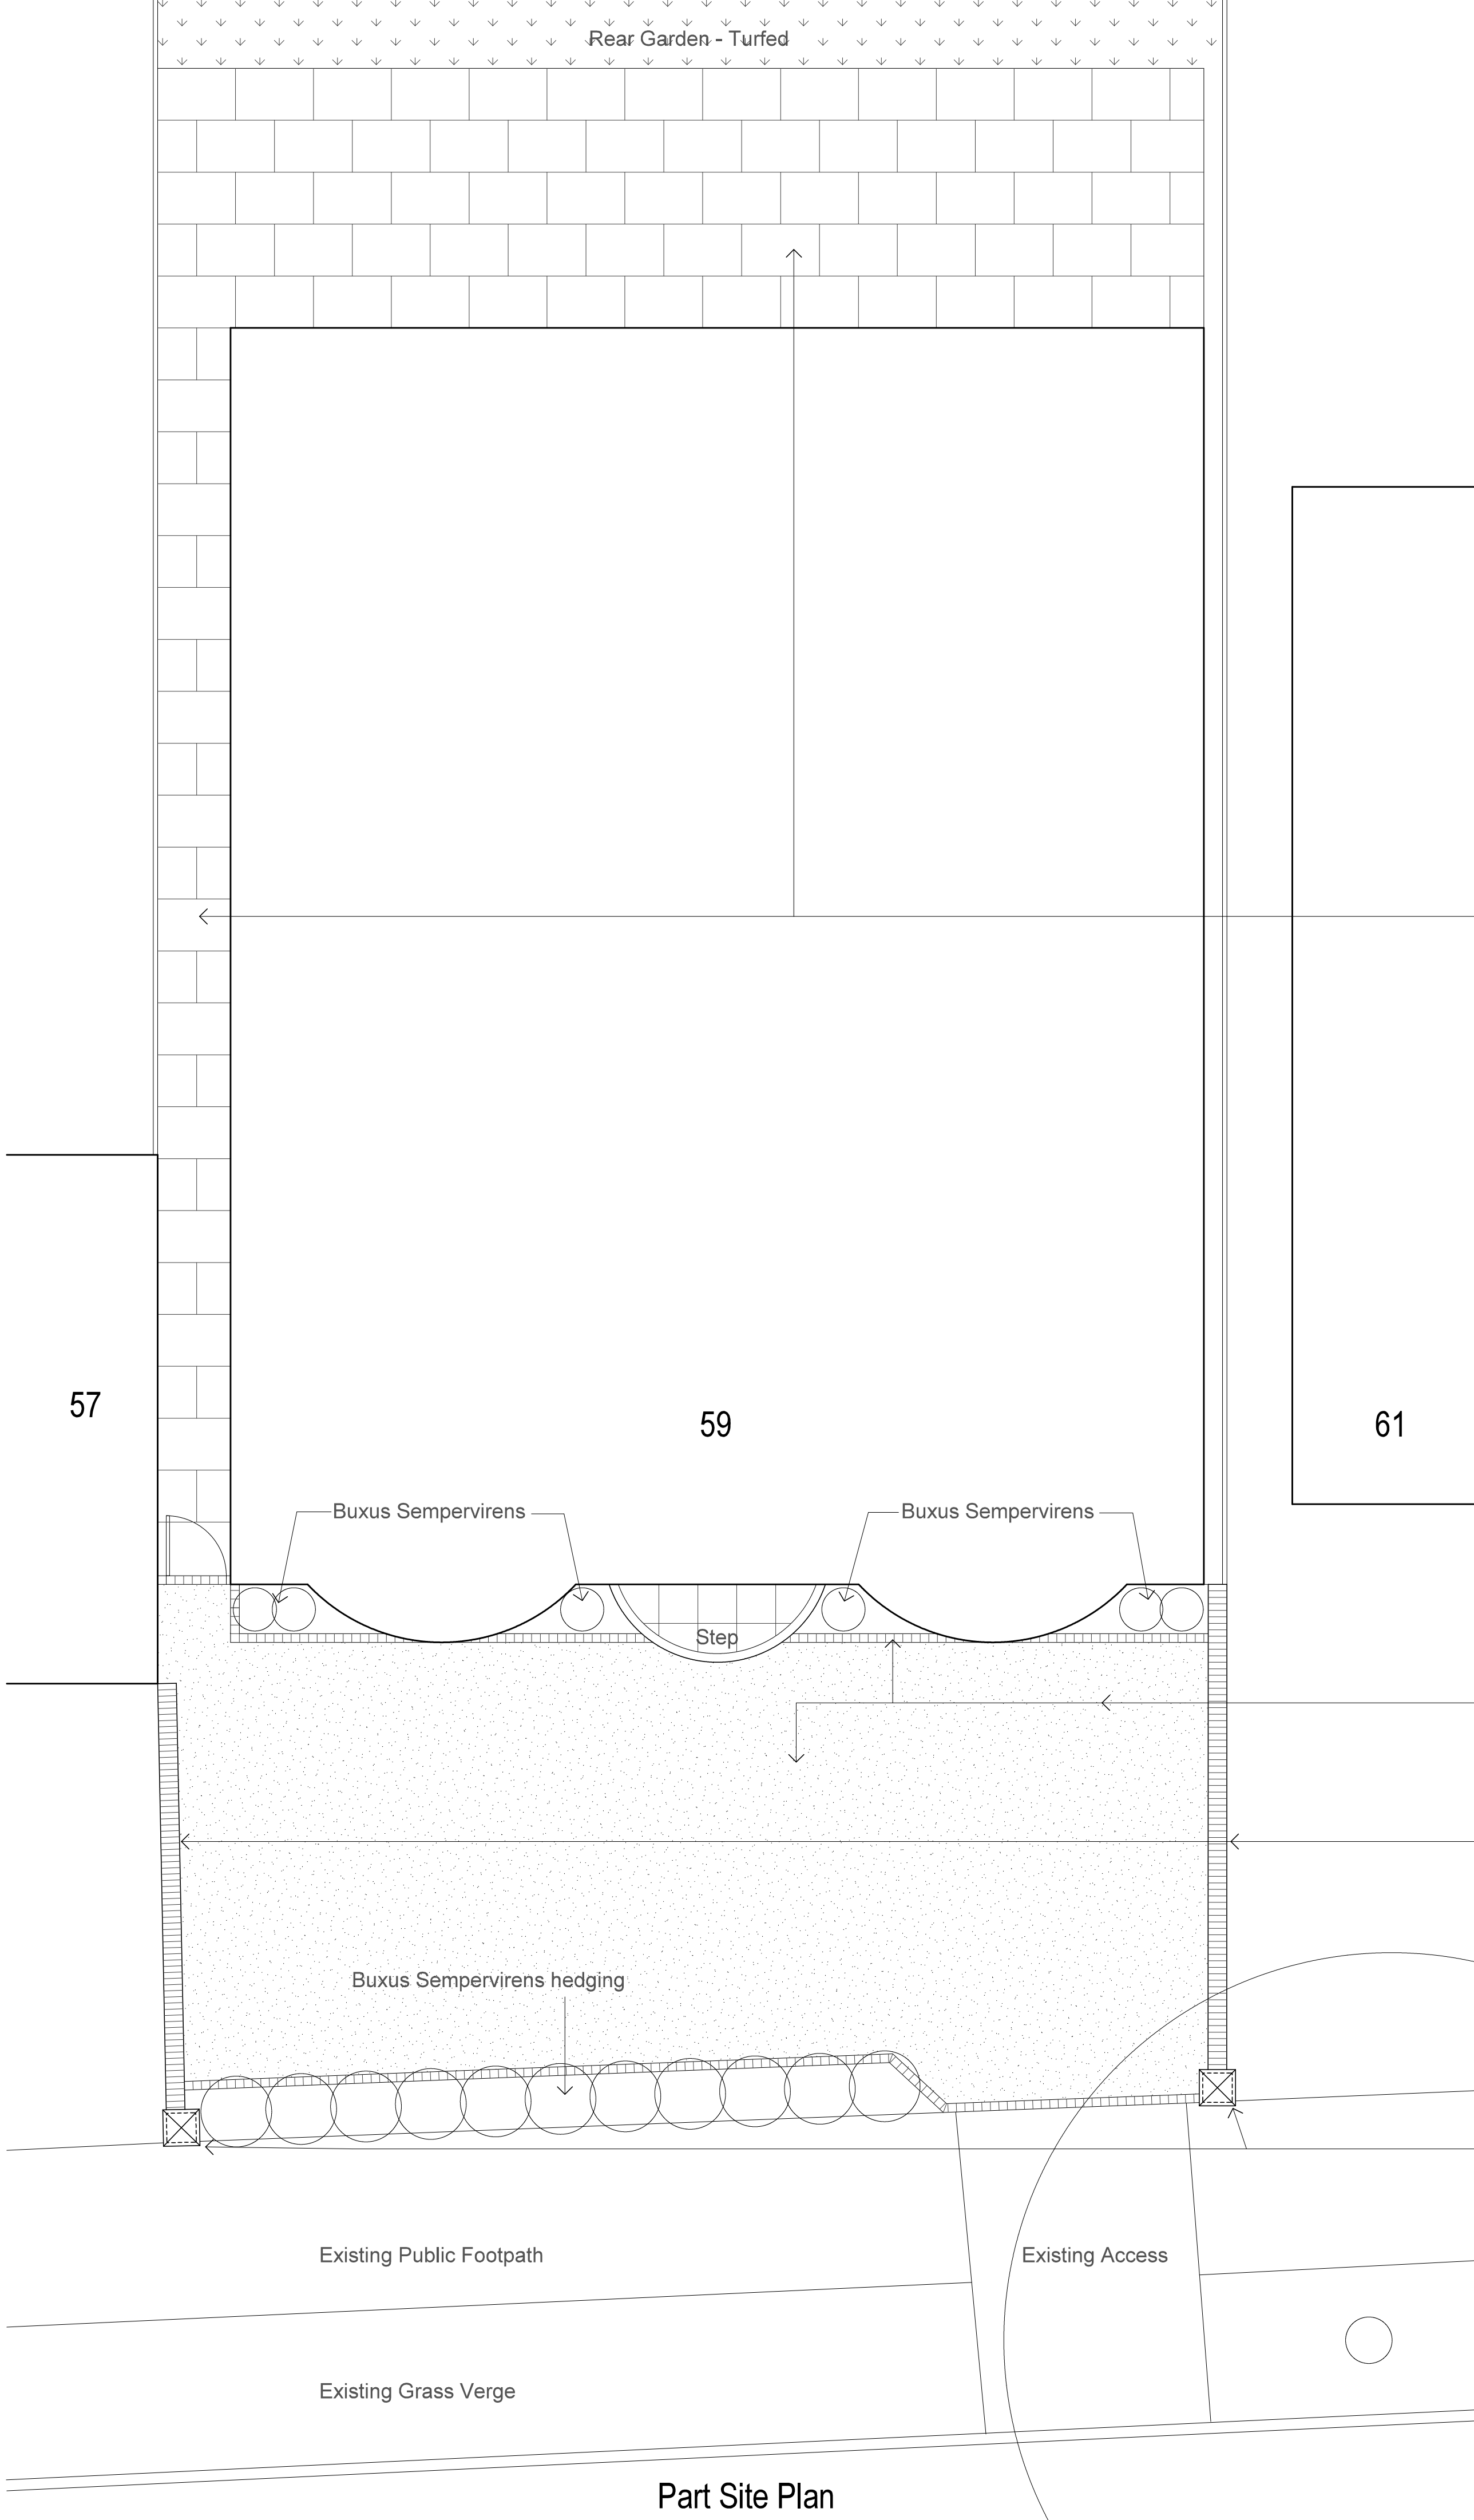 Rear Garden - Turfed
57
59
61
Buxus Sempervirens
Buxus Sempervirens
Step
Buxus Sempervirens hedging
Existing Public Footpath
Existing Access
Existing Grass Verge
Part Site Plan